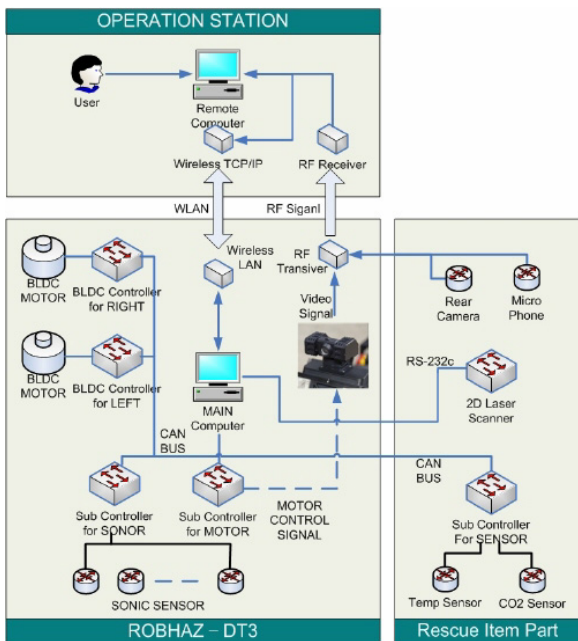 OPERATION STATION
User
Remote
Computer
Wireless TCP/IP
RF Receiver
WLAN
RF Siganl
Wireless
LAN
RF
Transiver
Video
Signal
BLDC
MOTOR
BLDC Controller
for RIGHT
BLDC
MOTOR
BLDC Controller
for LEFT
MAIN
Computer
CAN
BUS
Sub Controller
for SONOR
Sub Controller
for MOTOR
MOTOR
CONTROL
SIGNAL
SONIC SENSOR
ROBHAZ – DT3
Rear
Camera
Micro
Phone
RS-232c
2D Laser
Scanner
CAN
BUS
Sub Controller
For SENSOR
Temp Sensor
CO2 Sensor
Rescue Item Part